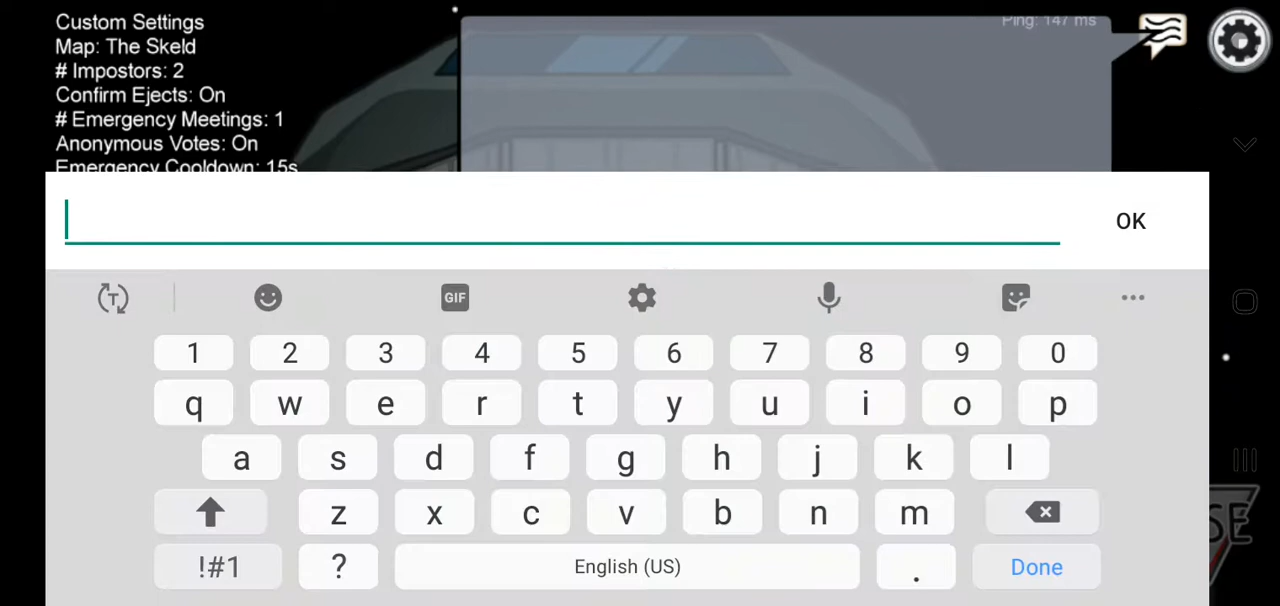 Custom Settings
Map: The Skeld
# Impostors: 2
Confirm Ejects: On
# Emergency Meetings: 1
Anonymous Votes: On
Emergency Cooldown: 15s
Ping: 147 ms
OK
T
GIF
1 2 3 4 5 6 7 8 9 0
q w e r t y u i o p
a s d f g h j k l
z x c v b n m
!#1 ? English (US) . Done
SE